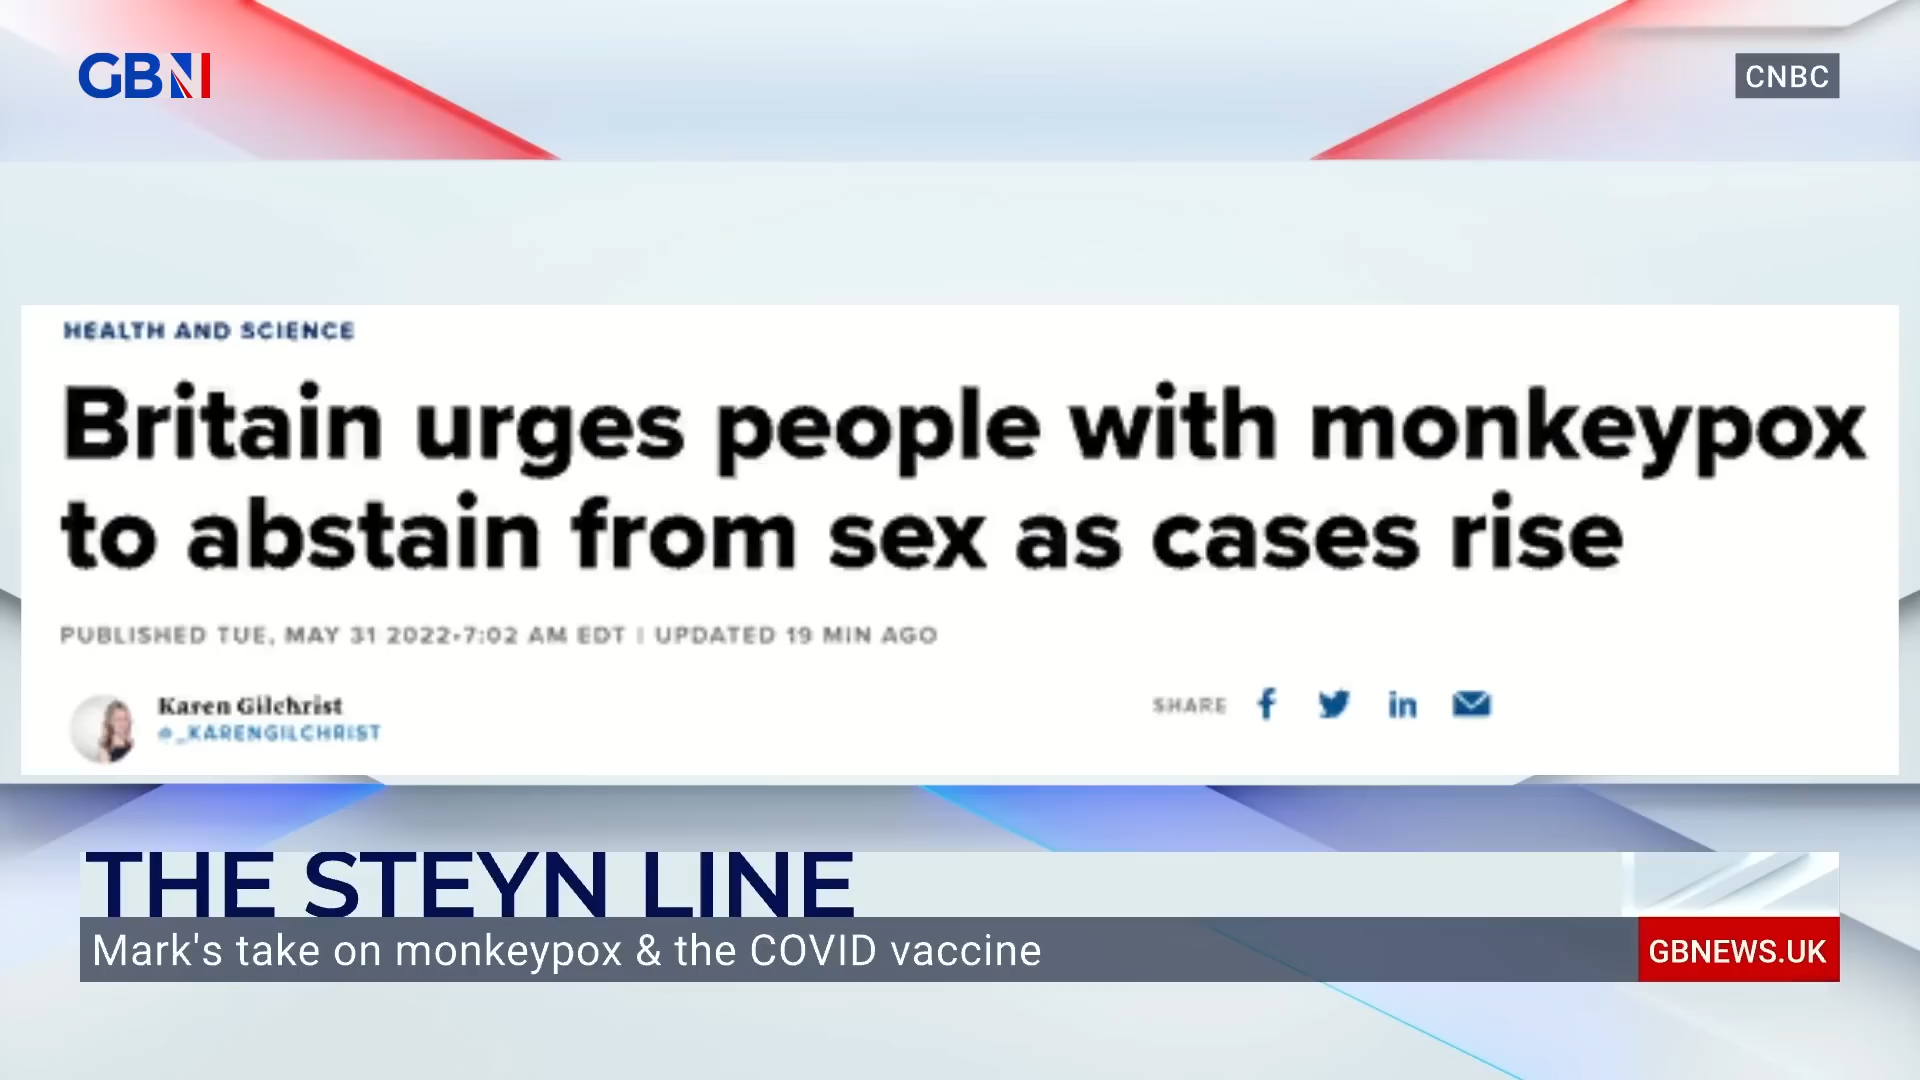 GBN
CNBC
HEALTH AND SCIENCE
Britain urges people with monkeypox
to abstain from sex as cases rise
PUBLISHED TUE, MAY 31 2022•7:02 AM EDT | UPDATED 19 MIN AGO
Karen Gilchrist
@_KARENGILCHRIST
SHARE
THE STEYN LINE
Mark's take on monkeypox & the COVID vaccine
GBNEWS.UK